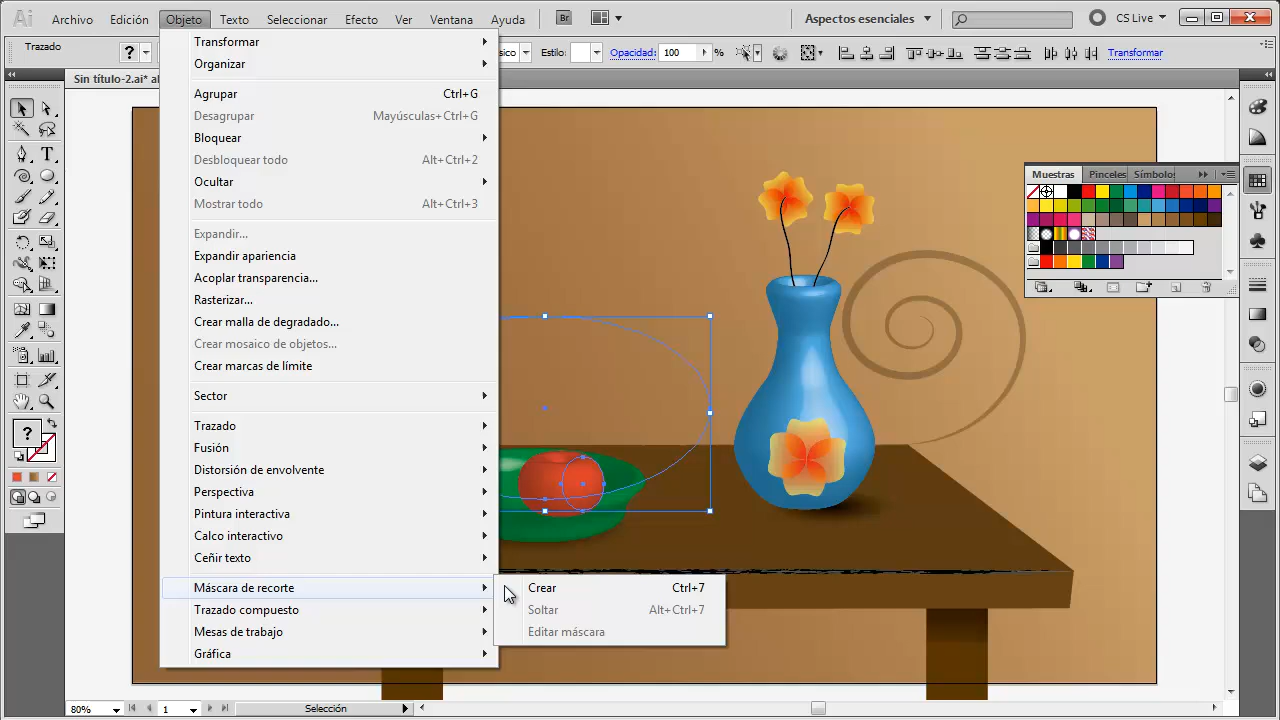 Ai Archivo Edición Objeto Texto Seleccionar Efecto Ver Ventana Ayuda Br Aspectos esenciales CS Live
Trazado ? sico Estilo: Opacidad: 100 % Transformar
Sin título-2.ai* al
Transformar
Organizar
Agrupar Ctrl+G
Desagrupar Mayúsculas+Ctrl+G
Bloquear
Desbloquear todo Alt+Ctrl+2
Ocultar
Mostrar todo Alt+Ctrl+3
Expandir...
Expandir apariencia
Acoplar transparencia...
Rasterizar...
Crear malla de degradado...
Crear mosaico de objetos...
Crear marcas de límite
Sector
Trazado
Fusión
Distorsión de envolvente
Perspectiva
Pintura interactiva
Calco interactivo
Ceñir texto
Máscara de recorte
Trazado compuesto
Mesas de trabajo
Gráfica
Crear Ctrl+7
Soltar Alt+Ctrl+7
Editar máscara
Muestras Pinceles Símbolos
T
?
80% 1 Selección